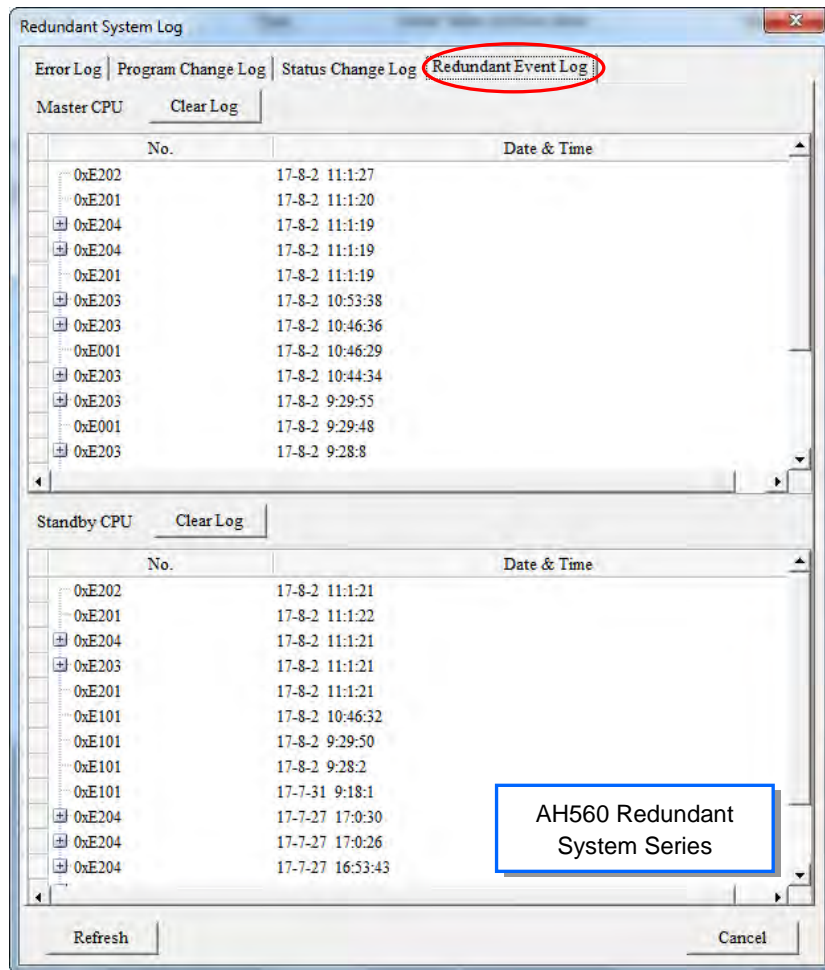 Redundant System Log
Error Log Program Change Log Status Change Log Redundant Event Log
Master CPU Clear Log
No. Date & Time
0xE202 17-8-2 11:1:27
0xE201 17-8-2 11:1:20
0xE204 17-8-2 11:1:19
0xE204 17-8-2 11:1:19
0xE201 17-8-2 11:1:19
0xE203 17-8-2 10:53:38
0xE203 17-8-2 10:46:36
0xE001 17-8-2 10:46:29
0xE203 17-8-2 10:44:34
0xE203 17-8-2 9:29:55
0xE001 17-8-2 9:29:48
0xE203 17-8-2 9:28:8
Standby CPU Clear Log
No. Date & Time
0xE202 17-8-2 11:1:21
0xE201 17-8-2 11:1:22
0xE204 17-8-2 11:1:21
0xE203 17-8-2 11:1:21
0xE201 17-8-2 11:1:21
0xE101 17-8-2 10:46:32
0xE101 17-8-2 9:29:50
0xE101 17-8-2 9:28:2
0xE101 17-7-31 9:18:1
0xE204 17-7-27 17:0:30
0xE204 17-7-27 17:0:26
0xE204 17-7-27 16:53:43
AH560 Redundant
System Series
Refresh Cancel